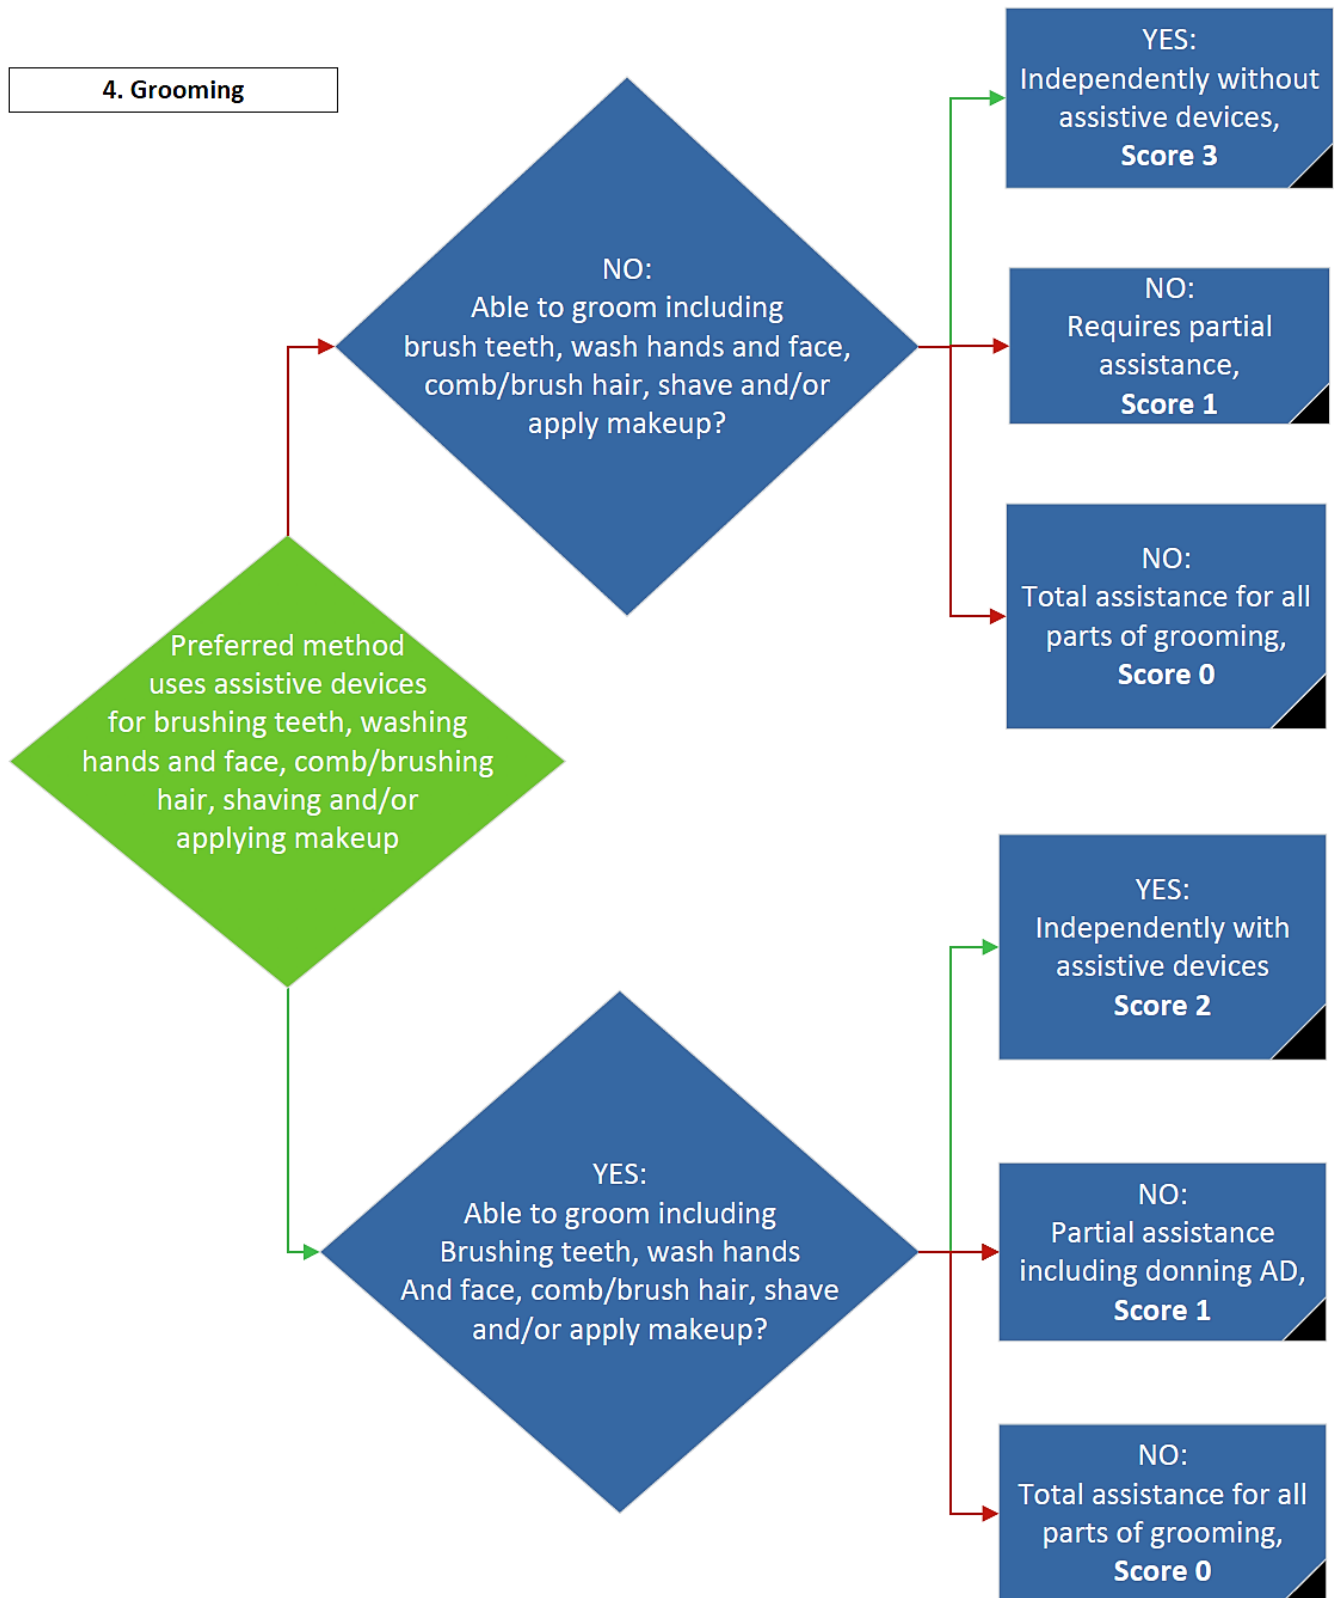 4. Grooming
NO:
Able to groom including
brush teeth, wash hands and face,
comb/brush hair, shave and/or
apply makeup?
YES:
Independently without
assistive devices,
Score 3
NO:
Requires partial
assistance,
Score 1
NO:
Total assistance for all
parts of grooming,
Score 0
Preferred method
uses assistive devices
for brushing teeth, washing
hands and face, comb/brushing
hair, shaving and/or
applying makeup
YES:
Able to groom including
Brushing teeth, wash hands
And face, comb/brush hair, shave
and/or apply makeup?
YES:
Independently with
assistive devices
Score 2
NO:
Partial assistance
including donning AD,
Score 1
NO:
Total assistance for all
parts of grooming,
Score 0